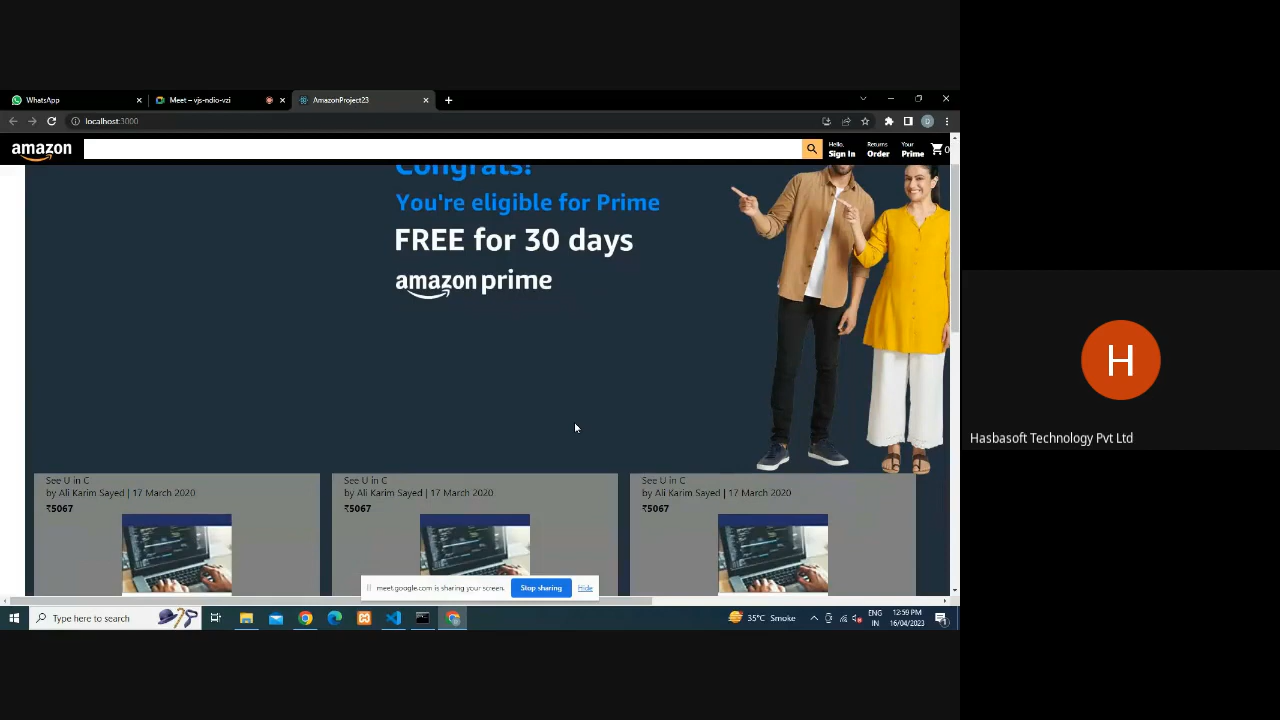 WhatsApp
Meet – vjs-ndio-vzi
AmazonProject23
localhost:3000
amazon
Hello, Sign In
Returns Order
Your Prime
0
Congrats!
You're eligible for Prime
FREE for 30 days
amazon prime
See U in C
by Ali Karim Sayed | 17 March 2020
₹5067
See U in C
by Ali Karim Sayed | 17 March 2020
₹5067
See U in C
by Ali Karim Sayed | 17 March 2020
₹5067
meet.google.com is sharing your screen.
Stop sharing
Hide
Type here to search
35°C Smoke
ENG
IN
12:59 PM
16/04/2023
H
Hasbasoft Technology Pvt Ltd